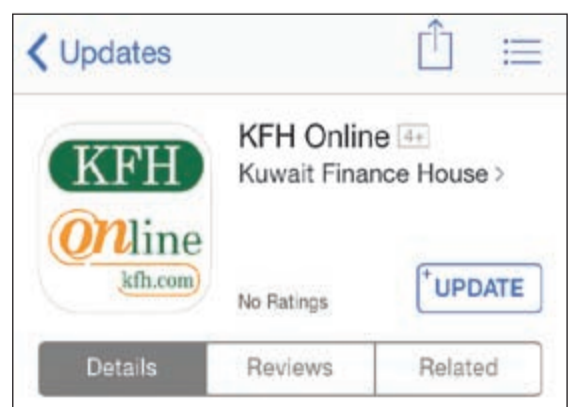 Updates
KFH Online 4+
Kuwait Finance House >
KFH
Online
kfh.com
No Ratings
+UPDATE
Details Reviews Related